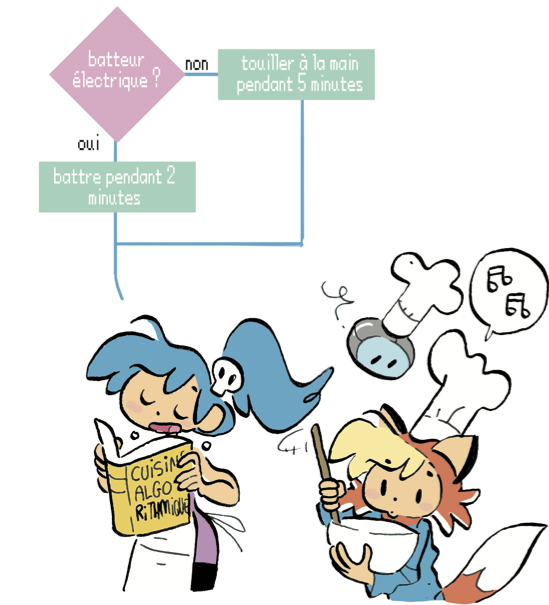 batteur
électrique ?
non
touiller à la main
pendant 5 minutes
oui
battre pendant 2
minutes
CUISINE
ALGO
RITHMIQUE